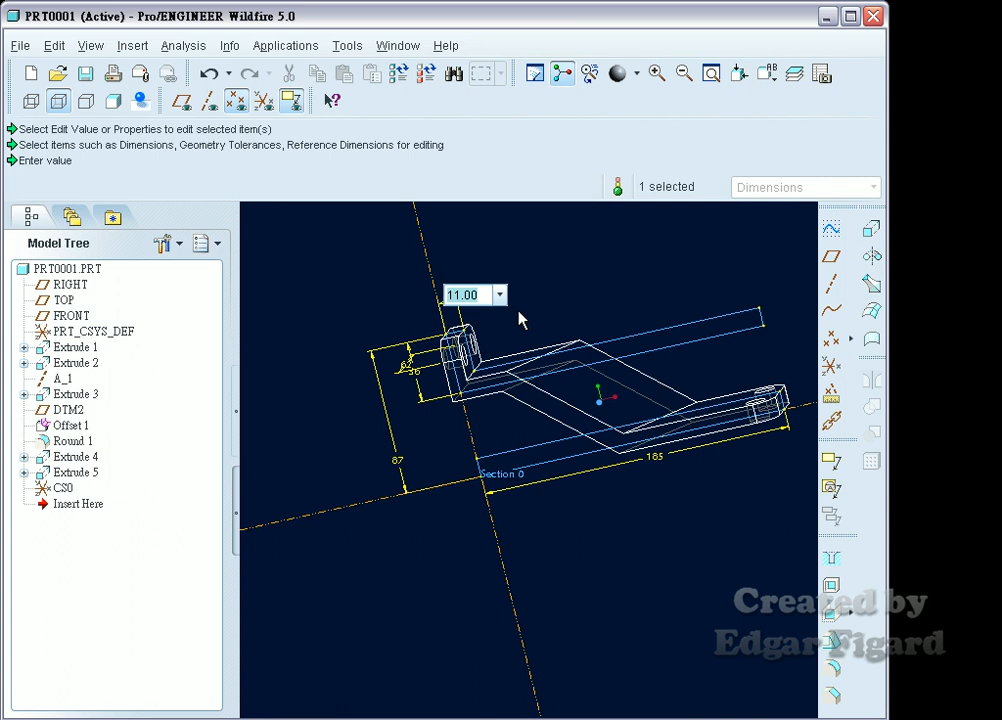 PRT0001 (Active) - Pro/ENGINEER Wildfire 5.0
File Edit View Insert Analysis Info Applications Tools Window Help
Select Edit Value or Properties to edit selected item(s)
Select items such as Dimensions, Geometry Tolerances, Reference Dimensions for editing
Enter value
1 selected
Dimensions
Model Tree
PRT0001.PRT
RIGHT
TOP
FRONT
PRT_CSYS_DEF
Extrude 1
Extrude 2
A_1
Extrude 3
DTM2
Offset 1
Round 1
Extrude 4
Extrude 5
CS0
Insert Here
11.00
36
87
185
Section 0
Created by
Edgar Figard